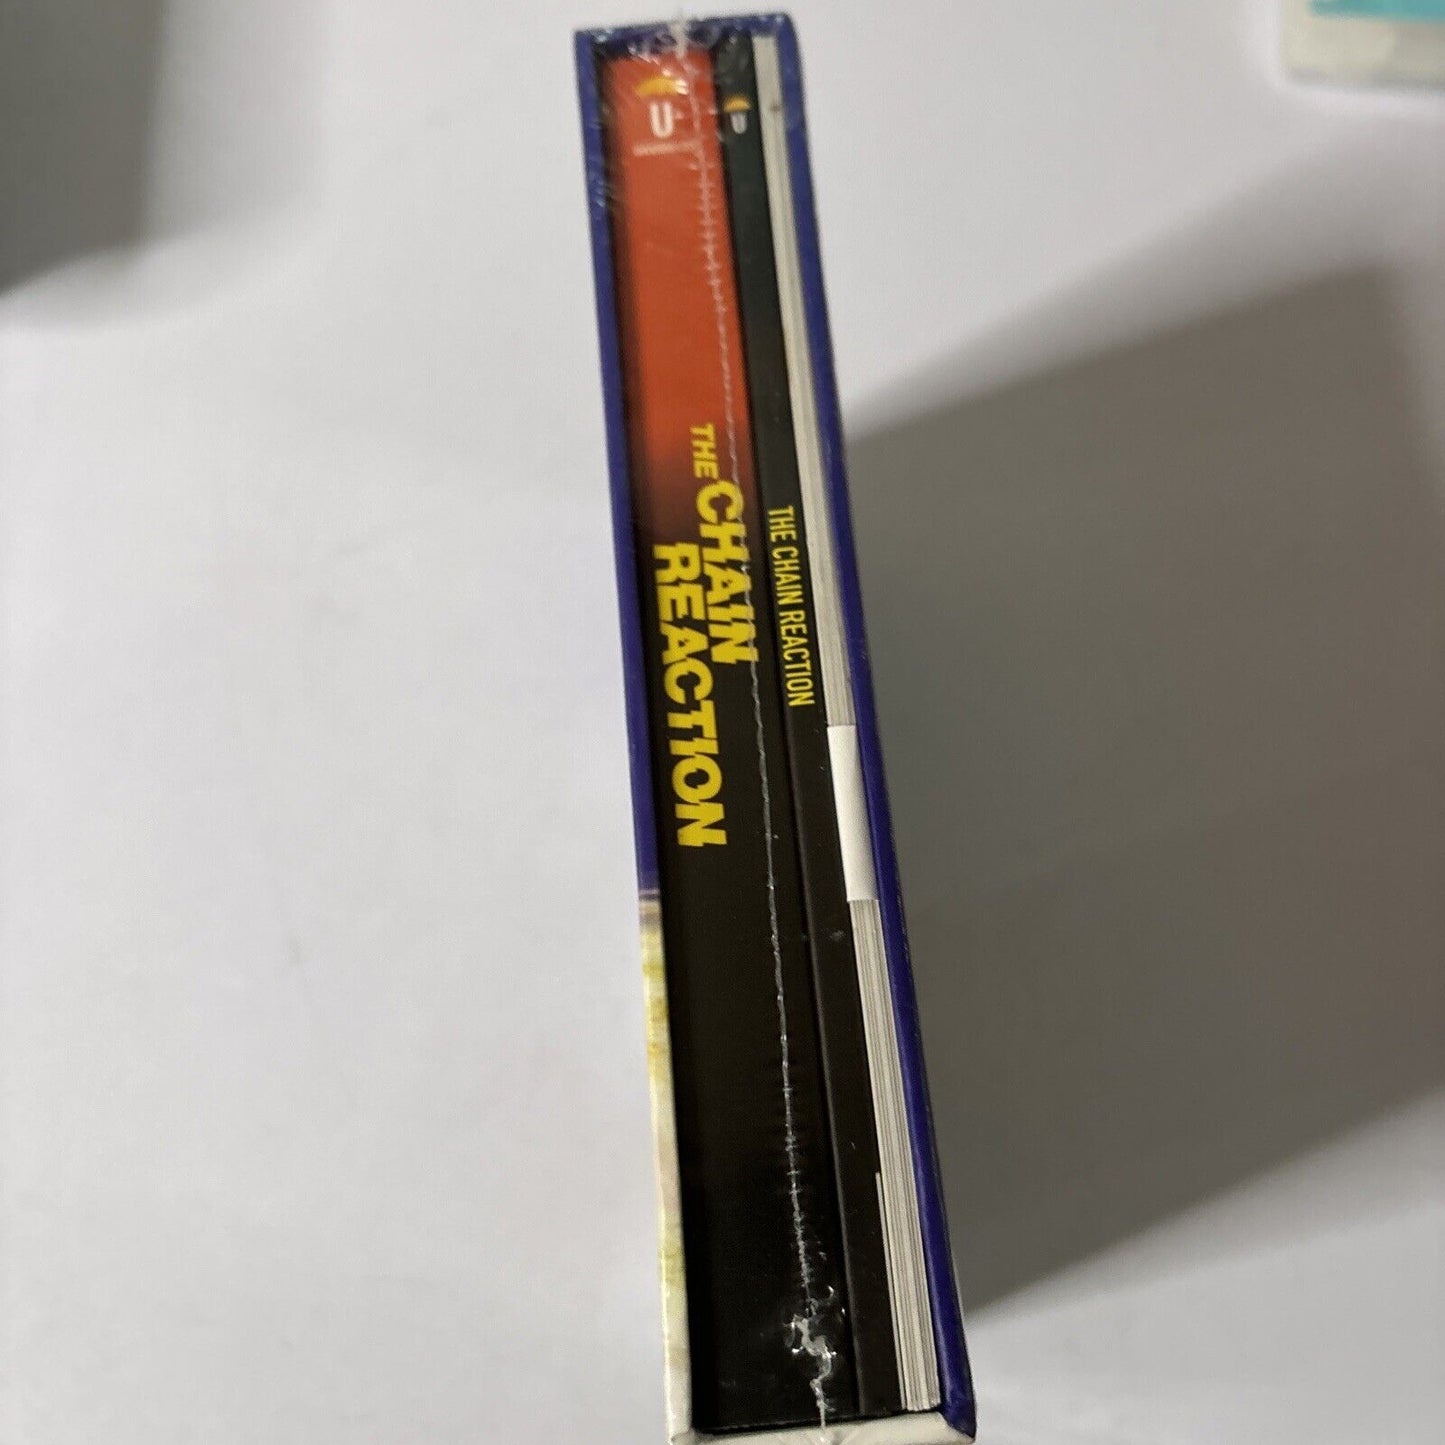 U
THE CHAIN
REACTION
U
THE CHAIN REACTION